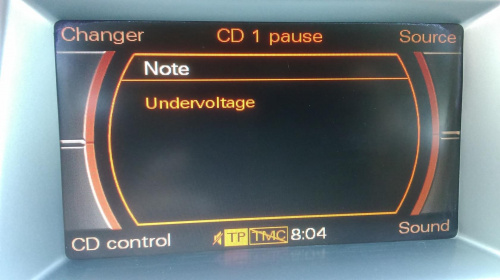 Changer CD 1 pause Source
Note
Undervoltage
CD control TP TMC 8:04 Sound